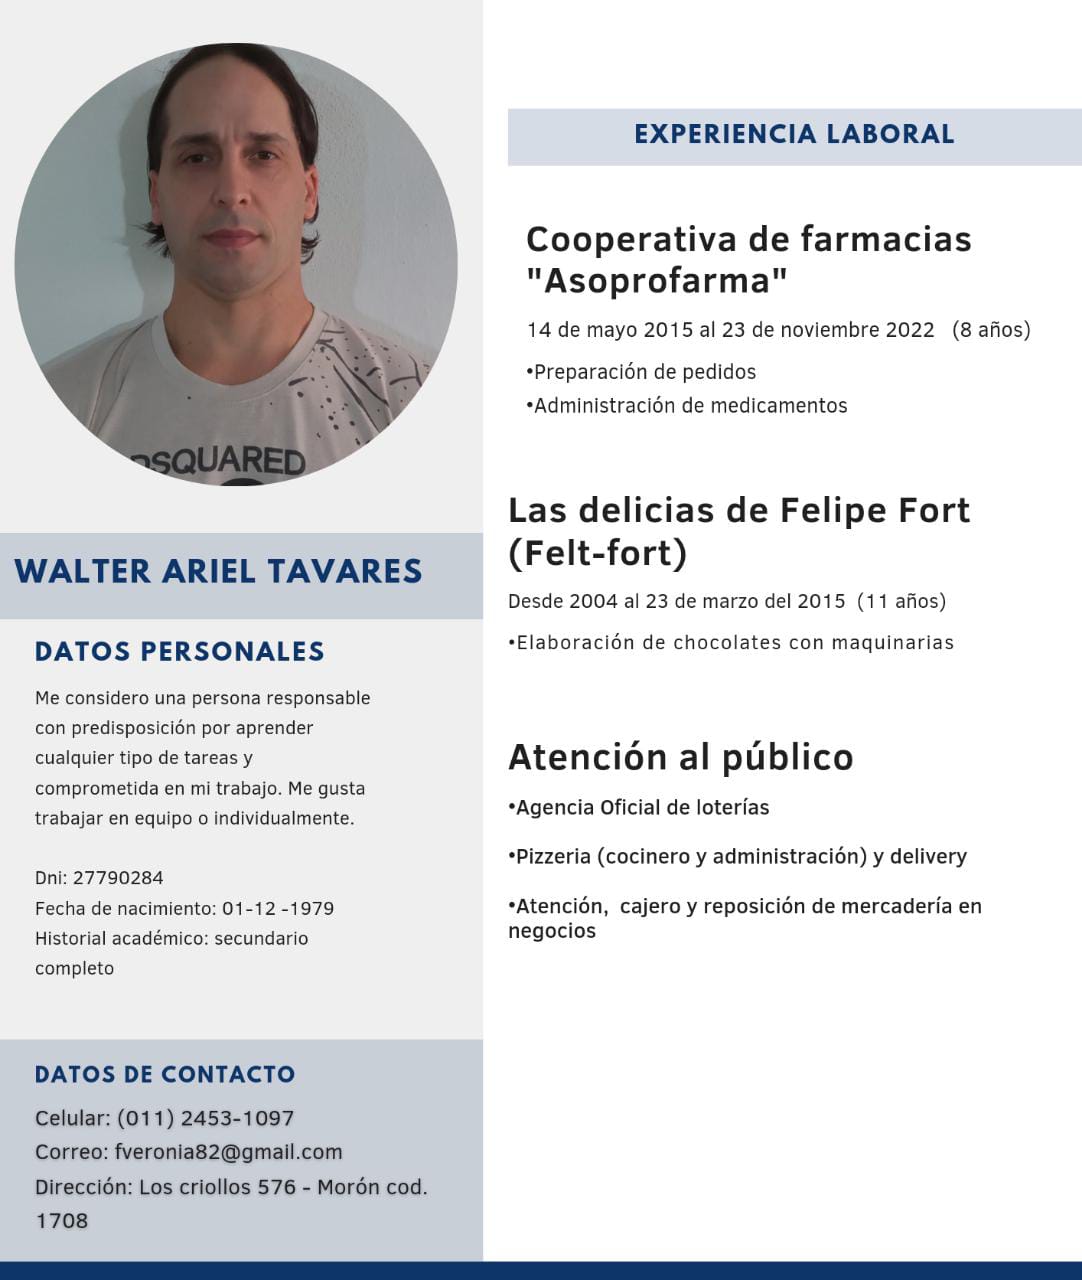 DSQUARED
WALTER ARIEL TAVARES
DATOS PERSONALES
Me considero una persona responsable
con predisposición por aprender
cualquier tipo de tareas y
comprometida en mi trabajo. Me gusta
trabajar en equipo o individualmente.
Dni: 27790284
Fecha de nacimiento: 01-12 -1979
Historial académico: secundario
completo
DATOS DE CONTACTO
Celular: (011) 2453-1097
Correo: fveronia82@gmail.com
Dirección: Los criollos 576 - Morón cod.
1708
EXPERIENCIA LABORAL
Cooperativa de farmacias
"Asoprofarma"
14 de mayo 2015 al 23 de noviembre 2022 (8 años)
•Preparación de pedidos
•Administración de medicamentos
Las delicias de Felipe Fort
(Felt-fort)
Desde 2004 al 23 de marzo del 2015 (11 años)
•Elaboración de chocolates con maquinarias
Atención al público
•Agencia Oficial de loterías
•Pizzeria (cocinero y administración) y delivery
•Atención, cajero y reposición de mercadería en
negocios